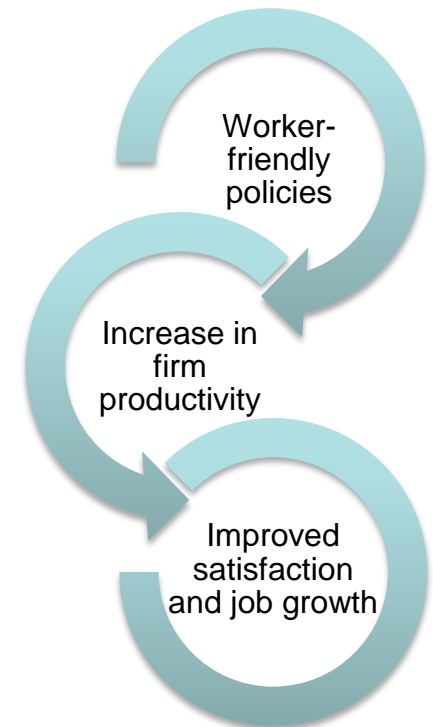 Worker-
friendly
policies
Increase in
firm
productivity
Improved
satisfaction
and job growth